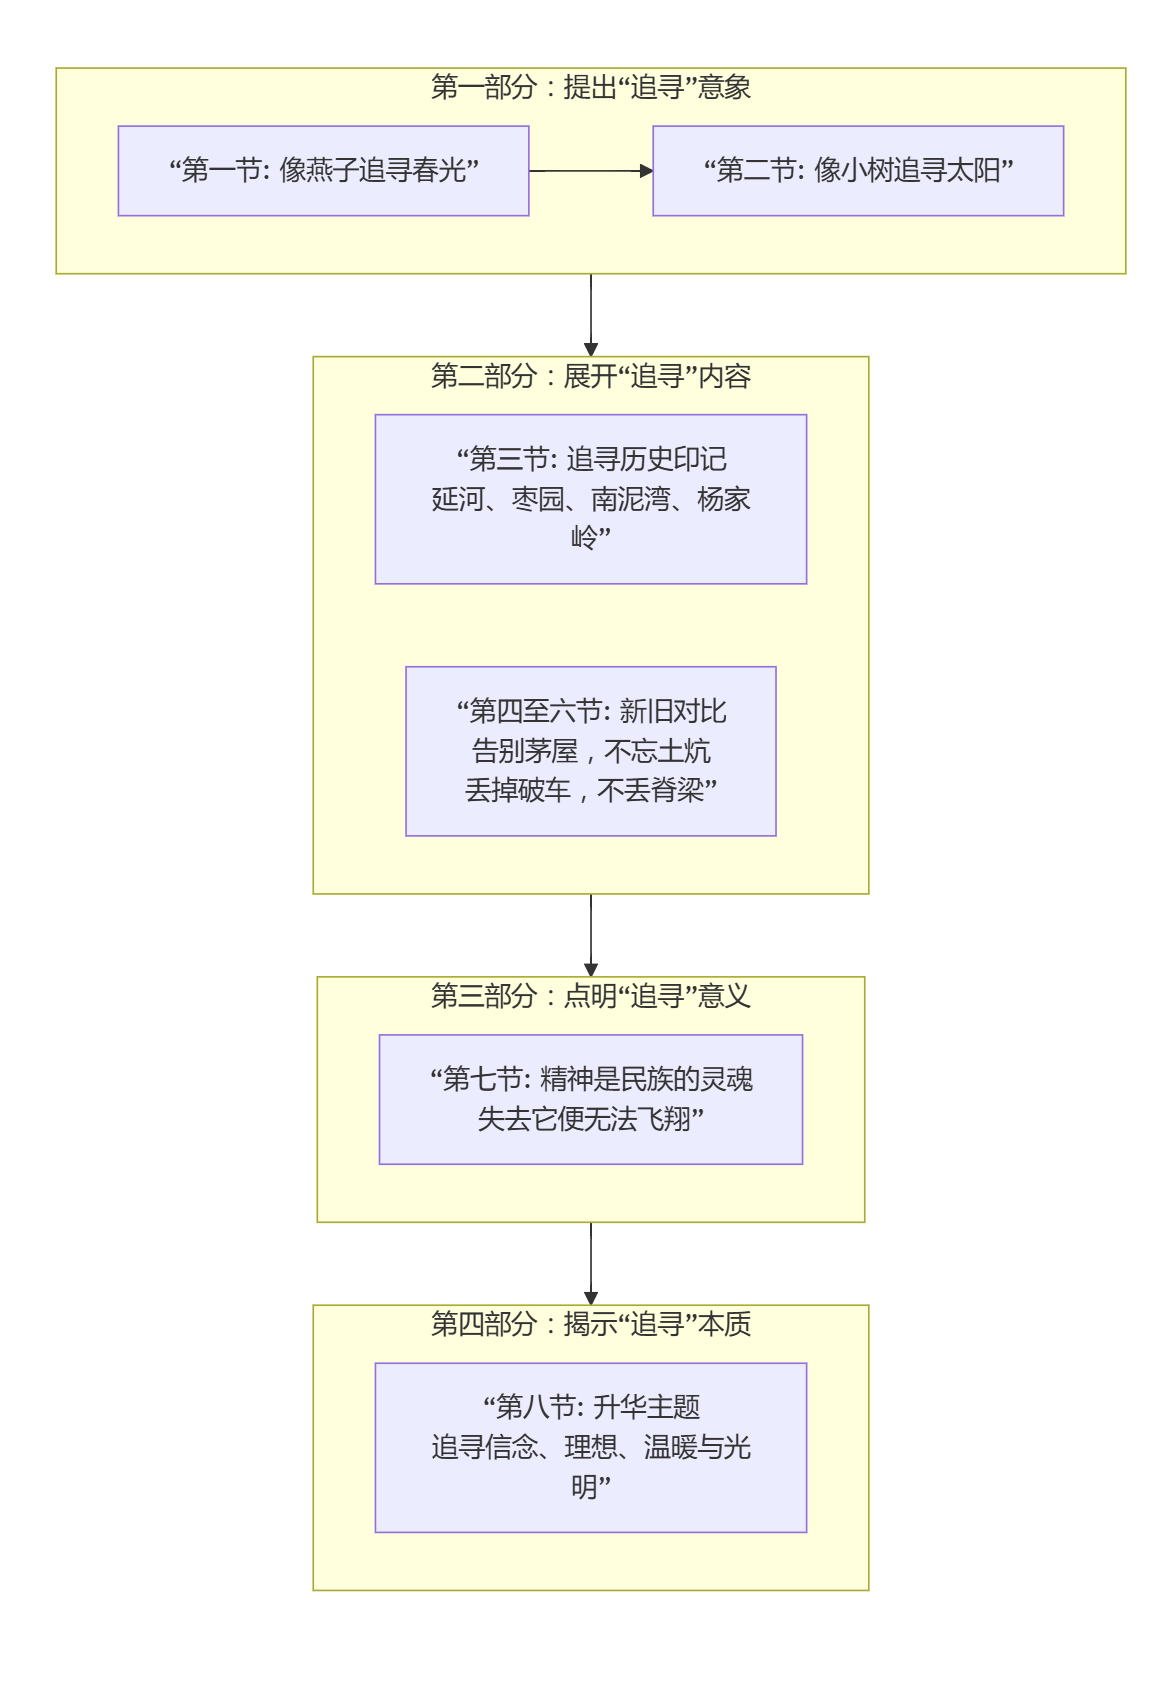 第一部分：提出“追寻”意象
“第一节: 像燕子追寻春光”
“第二节: 像小树追寻太阳”
第二部分：展开“追寻”内容
“第三节: 追寻历史印记
延河、枣园、南泥湾、杨家
岭”
“第四至六节: 新旧对比
告别茅屋，不忘土炕
丢掉破车，不丢脊梁”
第三部分：点明“追寻”意义
“第七节: 精神是民族的灵魂
失去它便无法飞翔”
第四部分：揭示“追寻”本质
“第八节: 升华主题
追寻信念、理想、温暖与光
明”